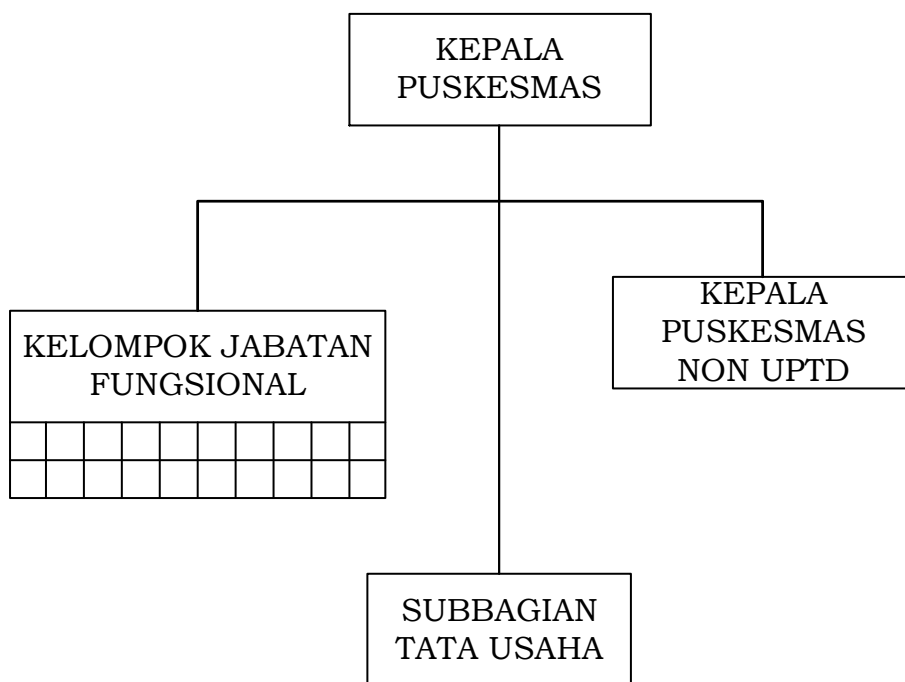 KEPALA
PUSKESMAS
KELOMPOK JABATAN
FUNGSIONAL
KEPALA
PUSKESMAS
NON UPTD
SUBBAGIAN
TATA USAHA